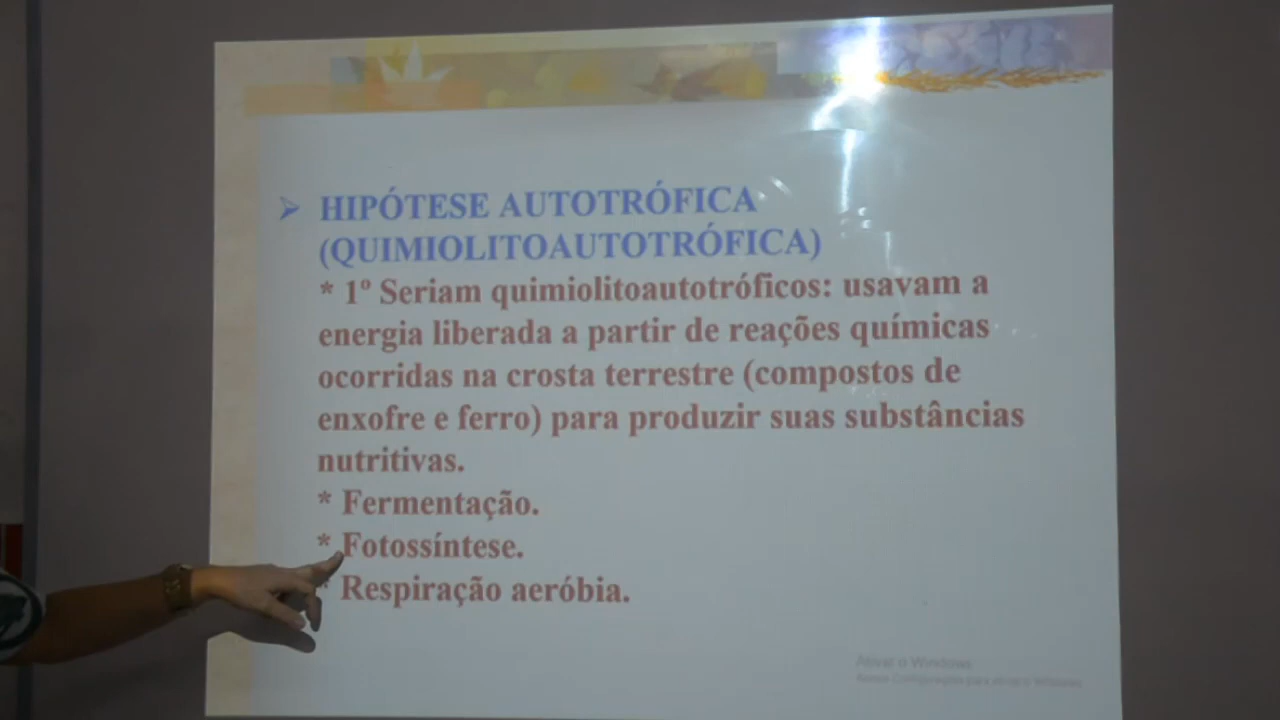 HIPÓTESE AUTOTRÓFICA
(QUIMIOLITOAUTOTRÓFICA)
* 1º Seriam quimiolitoautotróficos: usavam a
energia liberada a partir de reações químicas
ocorridas na crosta terrestre (compostos de
enxofre e ferro) para produzir suas substâncias
nutritivas.
* Fermentação.
* Fotossíntese.
* Respiração aeróbia.
Ativar o Windows